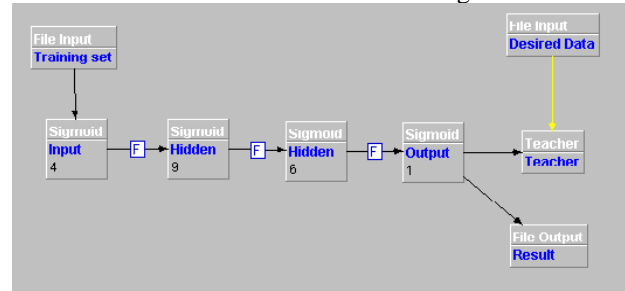 File Input
Training set
File Input
Desired Data
Sigmoid
Input
4
F
Sigmoid
Hidden
9
F
Sigmoid
Hidden
6
F
Sigmoid
Output
1
Teacher
Teacher
File Output
Result